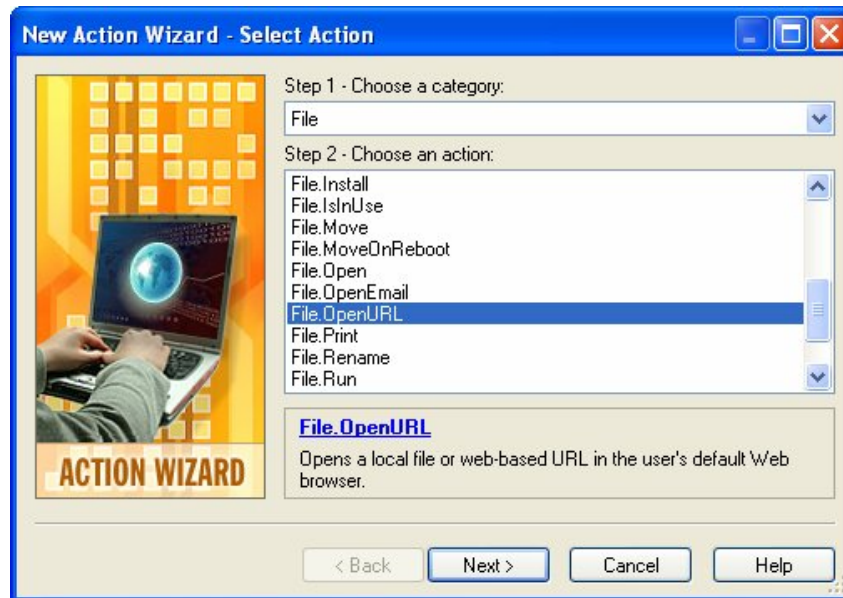 New Action Wizard - Select Action
Step 1 - Choose a category:
File
Step 2 - Choose an action:
File.Install
File.IsInUse
File.Move
File.MoveOnReboot
File.Open
File.OpenEmail
File.OpenURL
File.Print
File.Rename
File.Run
File.OpenURL
Opens a local file or web-based URL in the user's default Web
browser.
ACTION WIZARD
< Back
Next >
Cancel
Help